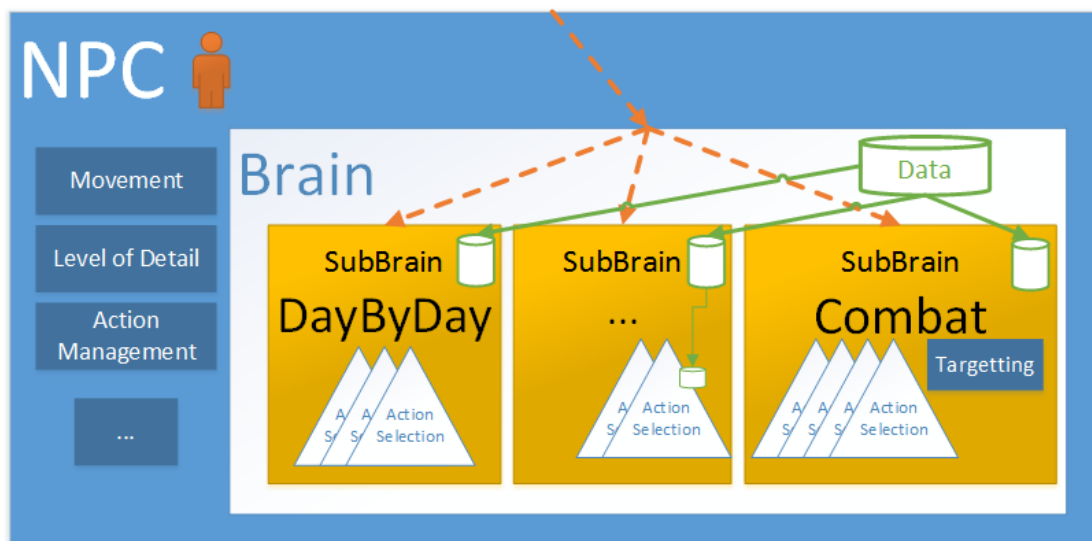 NPC
Movement
Level of Detail
Action
Management
...
Brain
Data
SubBrain
DayByDay
Action
Selection
SubBrain
...
Action
Selection
SubBrain
Combat
Targetting
Action
Selection